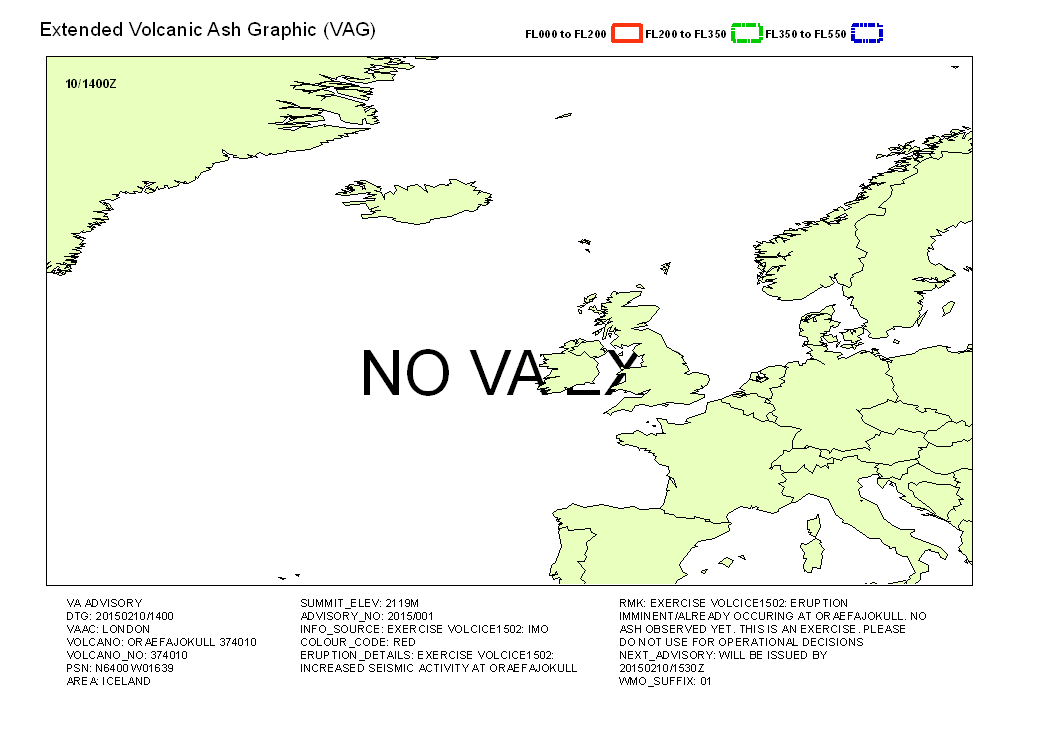 Extended Volcanic Ash Graphic (VAG)
FL000 to FL200 FL200 to FL350 FL350 to FL550
10/1400Z
NO VA
VA ADVISORY
DTG: 20150210/1400
VAAC: LONDON
VOLCANO: ORAEFAJOKULL 374010
VOLCANO_NO: 374010
PSN: N6400 W01639
AREA: ICELAND
SUMMIT_ELEV: 2119M
ADVISORY_NO: 2015/001
INFO_SOURCE: EXERCISE VOLCICE1502: IMO
COLOUR_CODE: RED
ERUPTION_DETAILS: EXERCISE VOLCICE1502:
INCREASED SEISMIC ACTIVITY AT ORAEFAJOKULL
RMK: EXERCISE VOLCICE1502: ERUPTION
IMMINENT/ALREADY OCCURING AT ORAEFAJOKULL. NO
ASH OBSERVED YET. THIS IS AN EXERCISE. PLEASE
DO NOT USE FOR OPERATIONAL DECISIONS
NEXT_ADVISORY: WILL BE ISSUED BY
20150210/1530Z
WMO_SUFFIX: 01